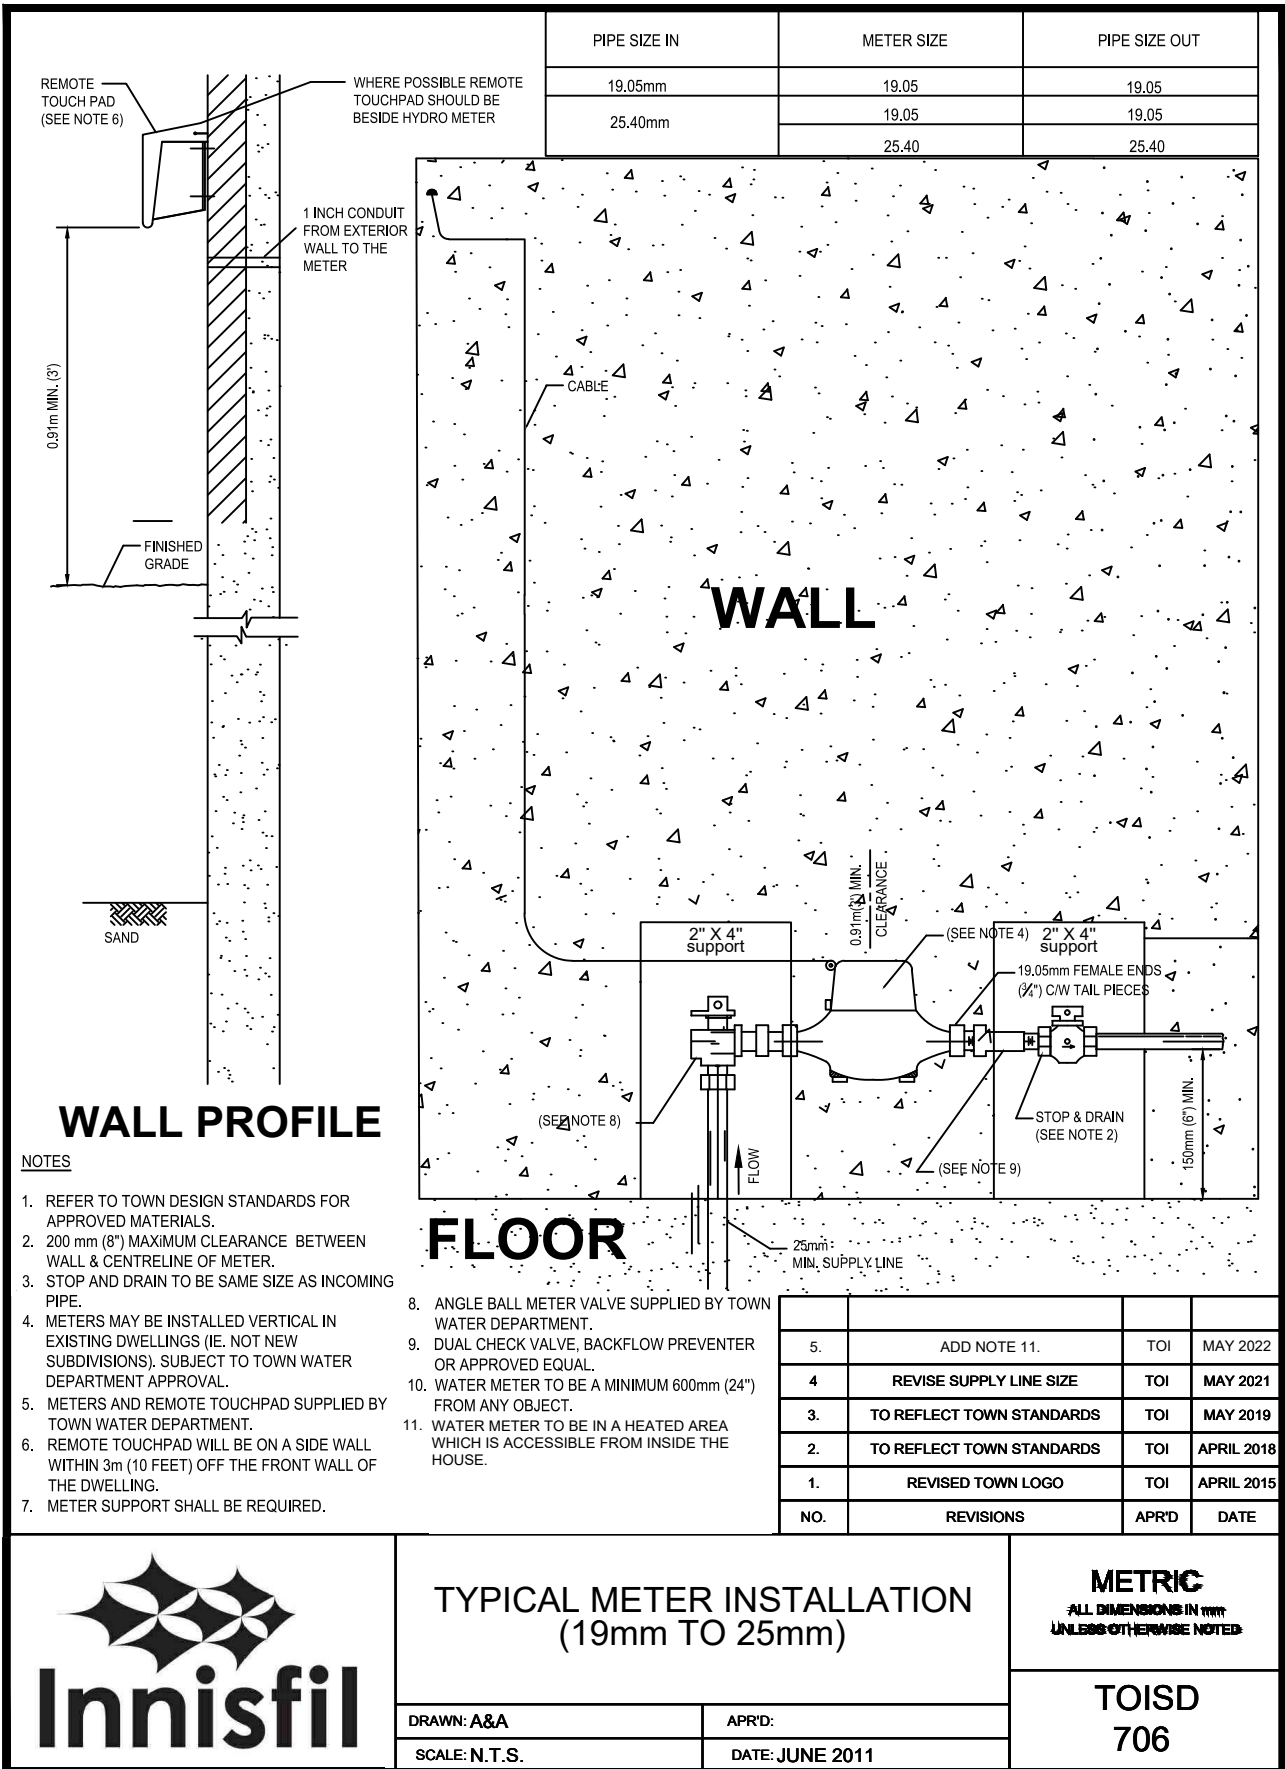 PIPE SIZE IN
METER SIZE
PIPE SIZE OUT
19.05mm
19.05
19.05
25.40mm
19.05
19.05
25.40
25.40
REMOTE
TOUCH PAD
(SEE NOTE 6)
WHERE POSSIBLE REMOTE
TOUCHPAD SHOULD BE
BESIDE HYDRO METER
1 INCH CONDUIT
FROM EXTERIOR
WALL TO THE
METER
0.91m MIN. (3')
CABLE
FINISHED
GRADE
WALL
SAND
0.91m(3') MIN.
CLEARANCE
2" X 4"
support
(SEE NOTE 4)
2" X 4"
support
19.05mm FEMALE ENDS
(¾") C/W TAIL PIECES
(SEE NOTE 8)
STOP & DRAIN
(SEE NOTE 2)
150mm (6") MIN.
FLOW
(SEE NOTE 9)
WALL PROFILE
FLOOR
25mm
MIN. SUPPLY LINE
NOTES
1. REFER TO TOWN DESIGN STANDARDS FOR
APPROVED MATERIALS.
2. 200 mm (8") MAXiMUM CLEARANCE BETWEEN
WALL & CENTRELINE OF METER.
3. STOP AND DRAIN TO BE SAME SIZE AS INCOMING
PIPE.
4. METERS MAY BE INSTALLED VERTICAL IN
EXISTING DWELLINGS (IE. NOT NEW
SUBDIVISIONS). SUBJECT TO TOWN WATER
DEPARTMENT APPROVAL.
5. METERS AND REMOTE TOUCHPAD SUPPLIED BY
TOWN WATER DEPARTMENT.
6. REMOTE TOUCHPAD WILL BE ON A SIDE WALL
WITHIN 3m (10 FEET) OFF THE FRONT WALL OF
THE DWELLING.
7. METER SUPPORT SHALL BE REQUIRED.
8. ANGLE BALL METER VALVE SUPPLIED BY TOWN
WATER DEPARTMENT.
9. DUAL CHECK VALVE, BACKFLOW PREVENTER
OR APPROVED EQUAL.
10. WATER METER TO BE A MINIMUM 600mm (24")
FROM ANY OBJECT.
11. WATER METER TO BE IN A HEATED AREA
WHICH IS ACCESSIBLE FROM INSIDE THE
HOUSE.
5. ADD NOTE 11. TOI MAY 2022
4 REVISE SUPPLY LINE SIZE TOI MAY 2021
3. TO REFLECT TOWN STANDARDS TOI MAY 2019
2. TO REFLECT TOWN STANDARDS TOI APRIL 2018
1. REVISED TOWN LOGO TOI APRIL 2015
NO. REVISIONS APR'D DATE
Innisfil
TYPICAL METER INSTALLATION
(19mm TO 25mm)
DRAWN: A&A
APR'D:
SCALE: N.T.S.
DATE: JUNE 2011
METRIC
ALL DIMENSIONS IN mm
UNLESS OTHERWISE NOTED
TOISD
706